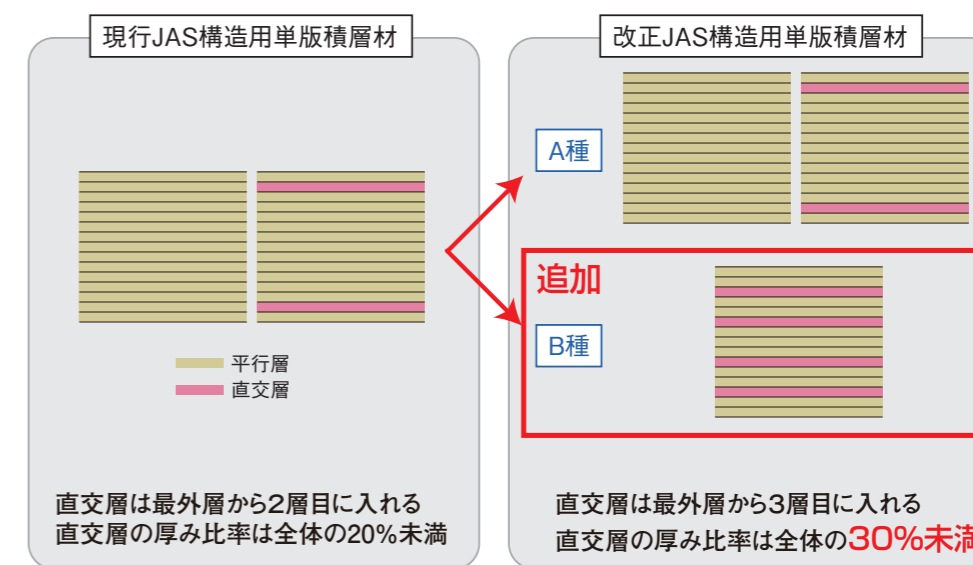 現行JAS構造用単版積層材
平行層
直交層
直交層は最外層から2層目に入れる
直交層の厚み比率は全体の20%未満
改正JAS構造用単版積層材
A種
追加
B種
直交層は最外層から3層目に入れる
直交層の厚み比率は全体の30%未満